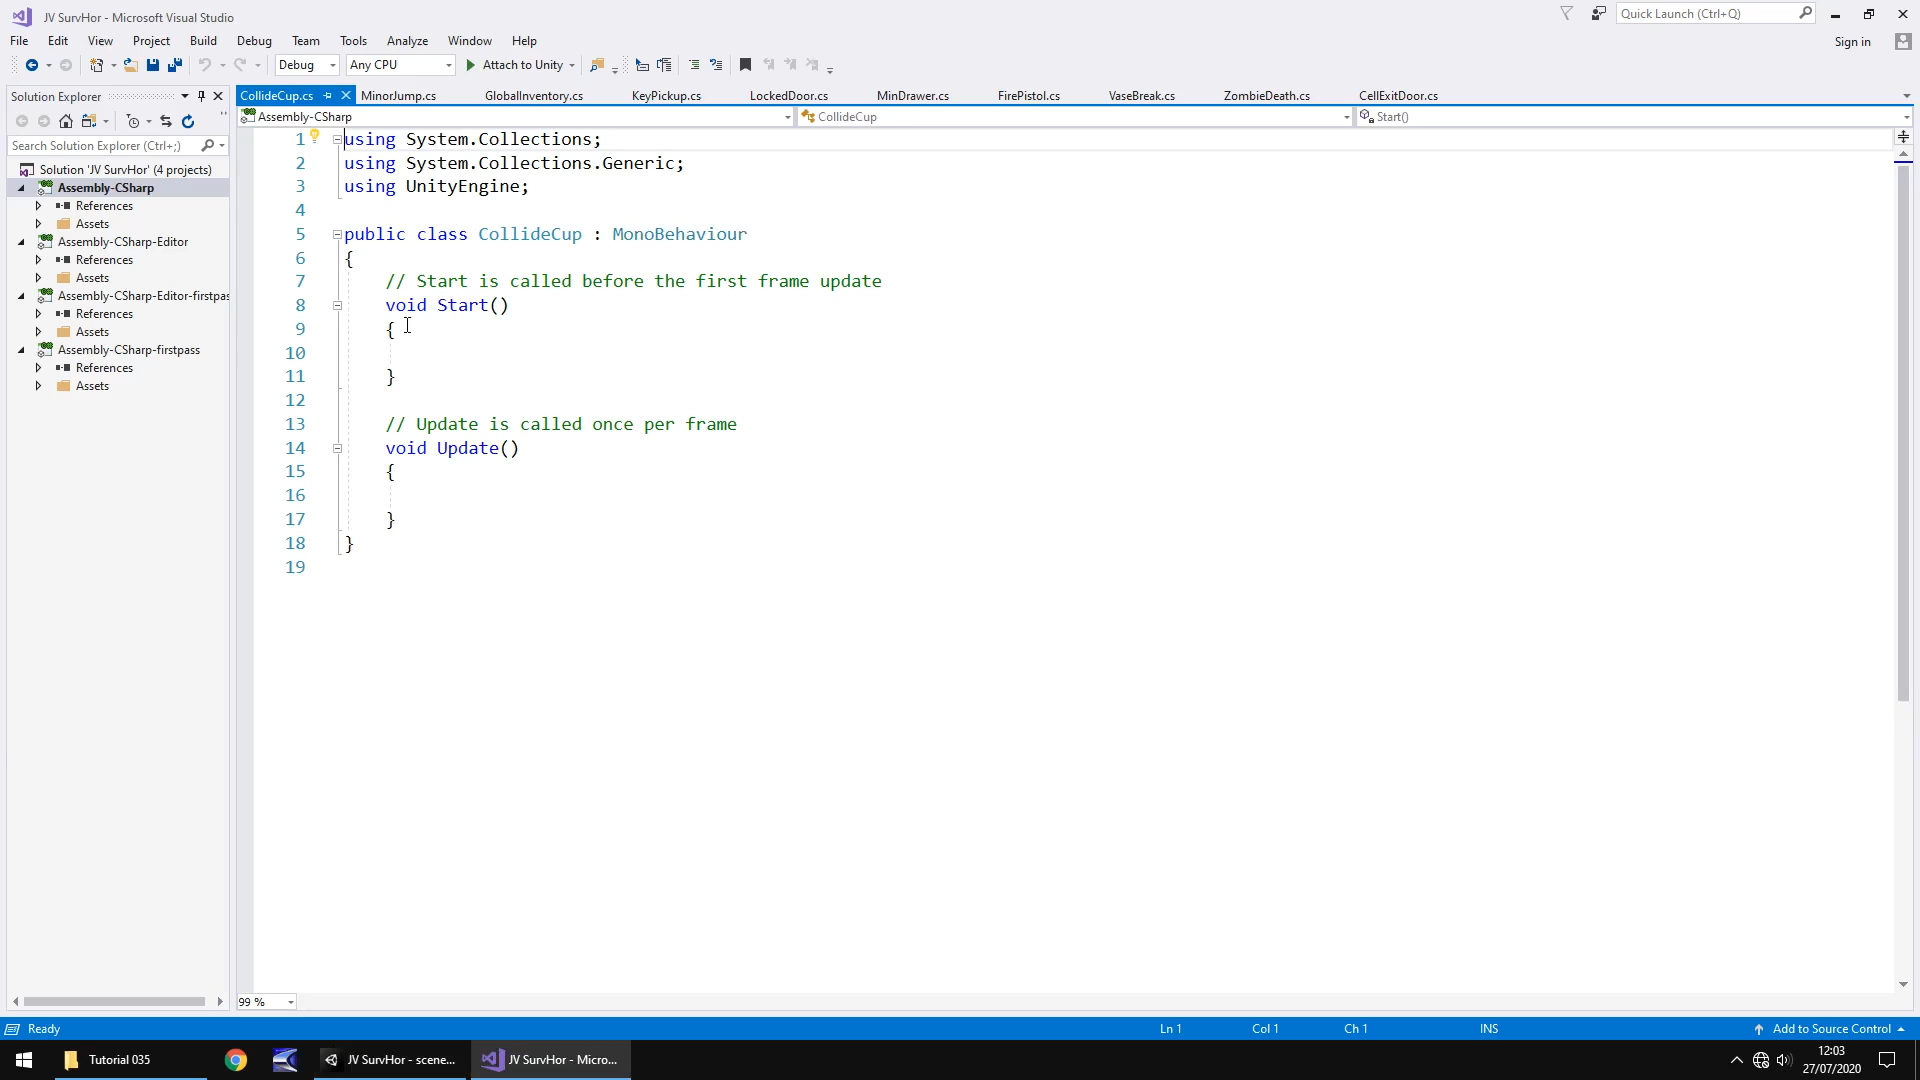 JV SurvHor - Microsoft Visual Studio
Quick Launch (Ctrl+Q)
File Edit View Project Build Debug Team Tools Analyze Window Help
Sign in
Debug Any CPU Attach to Unity
Solution Explorer
CollideCup.cs MinorJump.cs GlobalInventory.cs KeyPickup.cs LockedDoor.cs MinDrawer.cs FirePistol.cs VaseBreak.cs ZombieDeath.cs CellExitDoor.cs
Assembly-CSharp CollideCup Start()
Search Solution Explorer (Ctrl+;)
Solution 'JV SurvHor' (4 projects)
Assembly-CSharp
References
Assets
Assembly-CSharp-Editor
References
Assets
Assembly-CSharp-Editor-firstpas
References
Assets
Assembly-CSharp-firstpass
References
Assets
1 using System.Collections;
2 using System.Collections.Generic;
3 using UnityEngine;
4
5 public class CollideCup : MonoBehaviour
6 {
7 // Start is called before the first frame update
8 void Start()
9 {
10
11 }
12
13 // Update is called once per frame
14 void Update()
15 {
16
17 }
18 }
19
99 %
Ready Ln 1 Col 1 Ch 1 INS Add to Source Control
Tutorial 035 JV SurvHor - scene... JV SurvHor - Micro...
12:03
27/07/2020